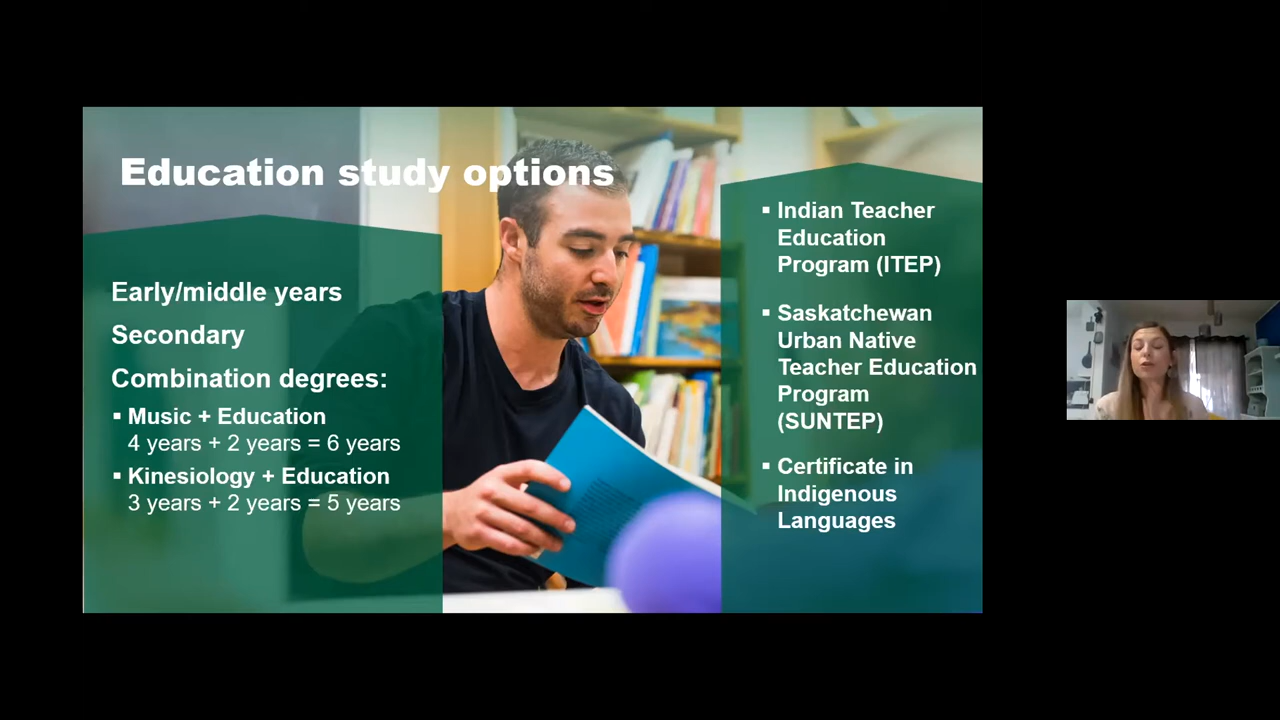 Education study options
Early/middle years
Secondary
Combination degrees:
▪ Music + Education
4 years + 2 years = 6 years
▪ Kinesiology + Education
3 years + 2 years = 5 years
▪ Indian Teacher
Education
Program (ITEP)
▪ Saskatchewan
Urban Native
Teacher Education
Program
(SUNTEP)
▪ Certificate in
Indigenous
Languages